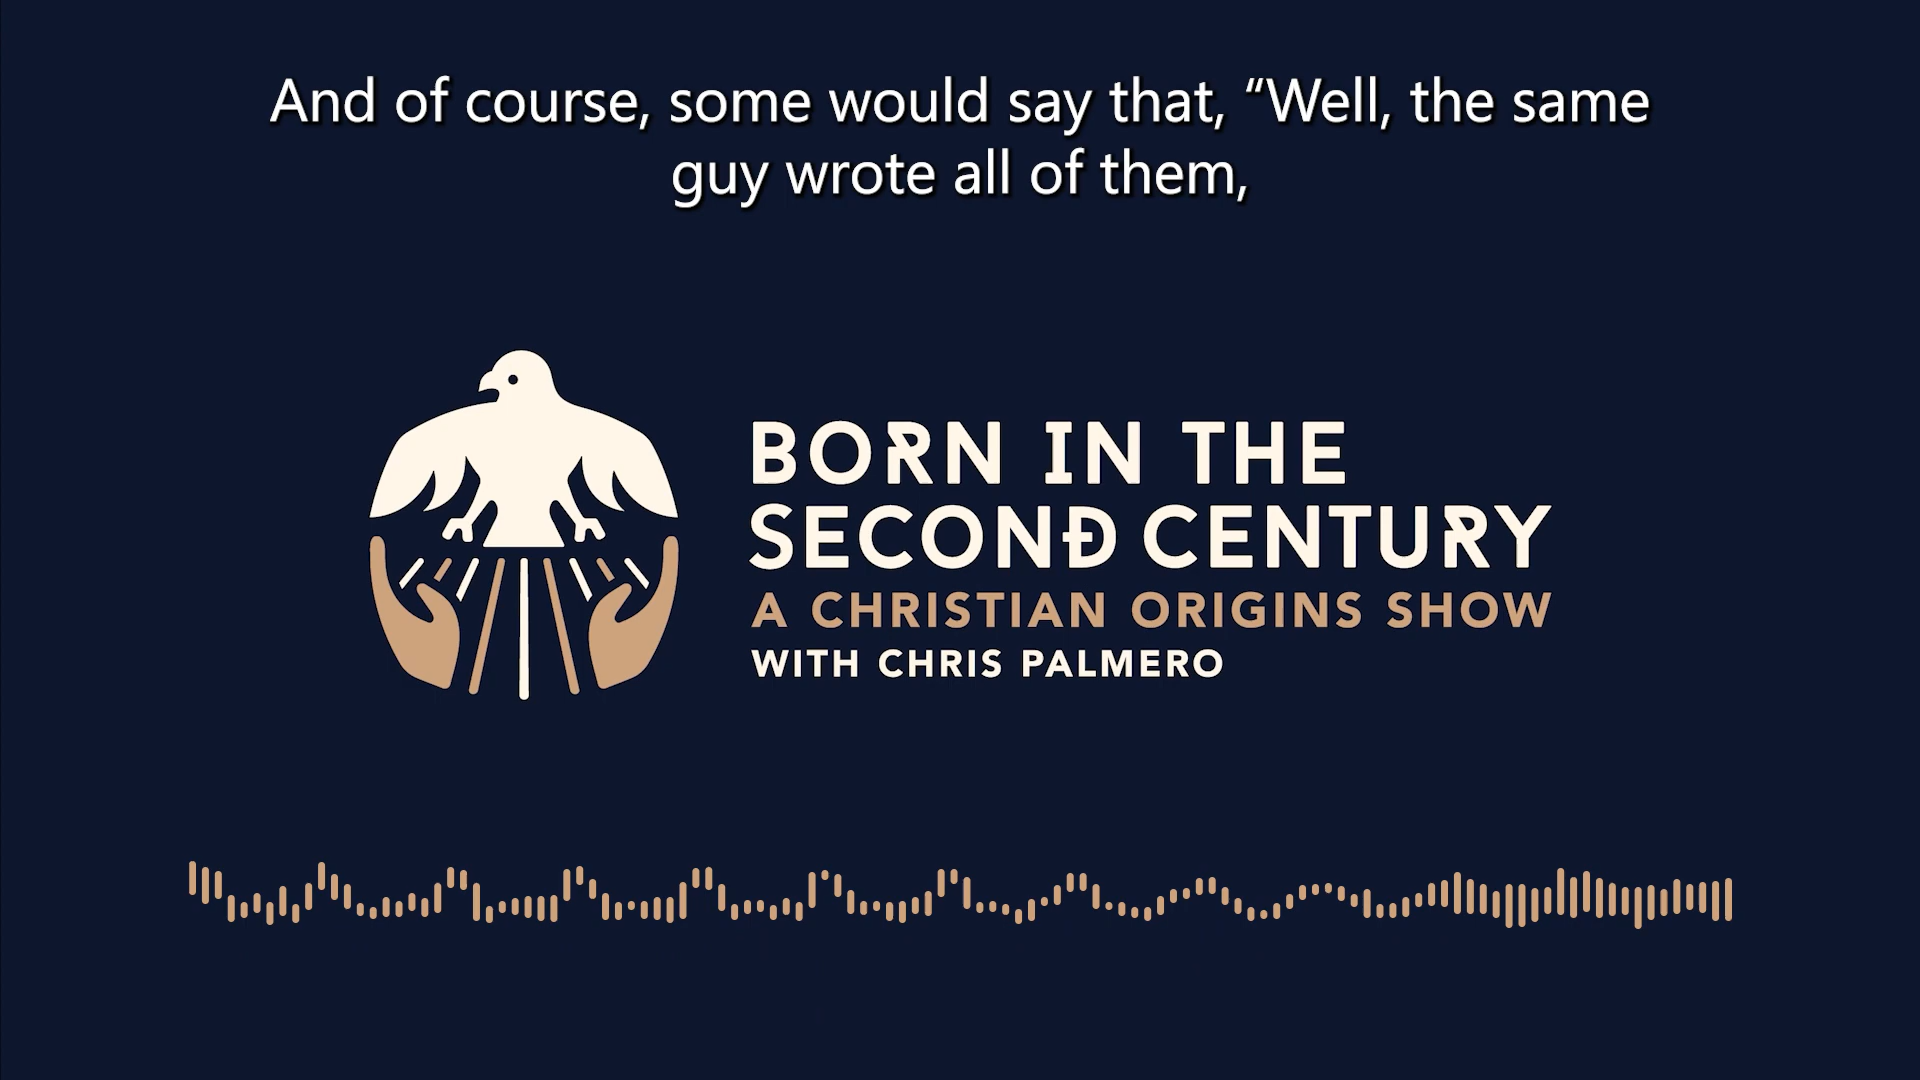 And of course, some would say that, “Well, the same
guy wrote all of them,
BORN IN THE
SECOND CENTURY
A CHRISTIAN ORIGINS SHOW
WITH CHRIS PALMERO